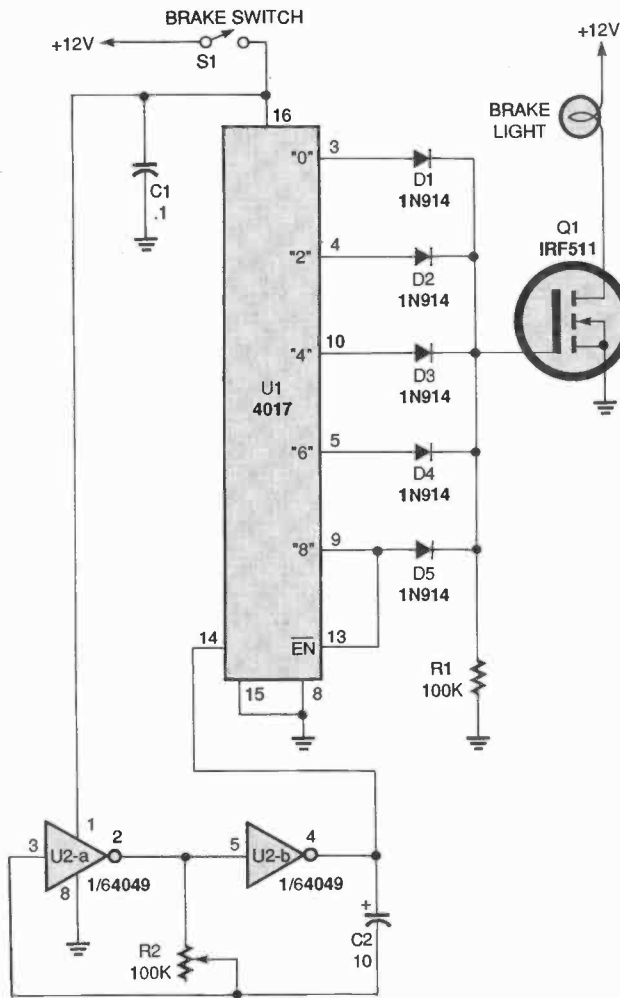 BRAKE SWITCH
+12V
S1
+12V
16
BRAKE
LIGHT
"0"
3
D1
1N914
C1
.1
Q1
IRF511
"2"
4
D2
1N914
"4"
10
D3
1N914
U1
4017
"6"
5
D4
1N914
"8"
9
D5
1N914
14
EN
13
15
8
R1
100K
3
1
U2-a
2
1/64049
8
5
U2-b
4
1/64049
R2
100K
+
C2
10